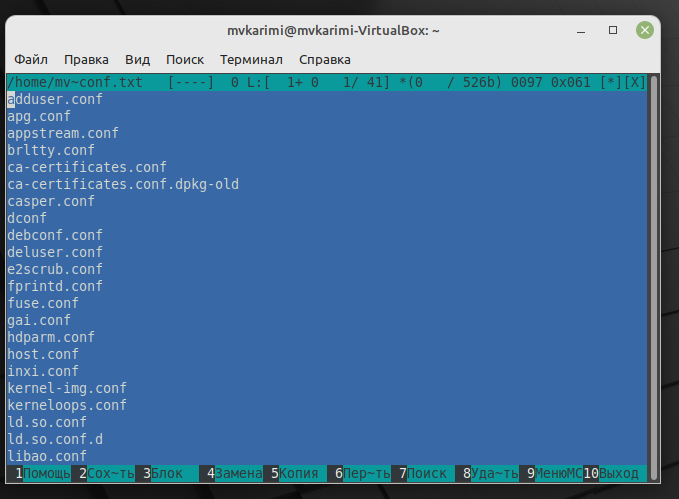 mvkarimi@mvkarimi-VirtualBox: ~
Файл Правка Вид Поиск Терминал Справка
/home/mv~conf.txt [----] 0 L:[ 1+ 0 1/ 41] *(0 / 526b) 0097 0x061 [*][X]
adduser.conf
apg.conf
appstream.conf
brltty.conf
ca-certificates.conf
ca-certificates.conf.dpkg-old
casper.conf
dconf
debconf.conf
deluser.conf
e2scrub.conf
fprintd.conf
fuse.conf
gai.conf
hdparm.conf
host.conf
inxi.conf
kernel-img.conf
kerneloops.conf
ld.so.conf
ld.so.conf.d
libao.conf
1Помощь 2Сох~ть 3Блок 4Замена 5Копия 6Пер~ть 7Поиск 8Уда~ть 9МенюMC 10Выход